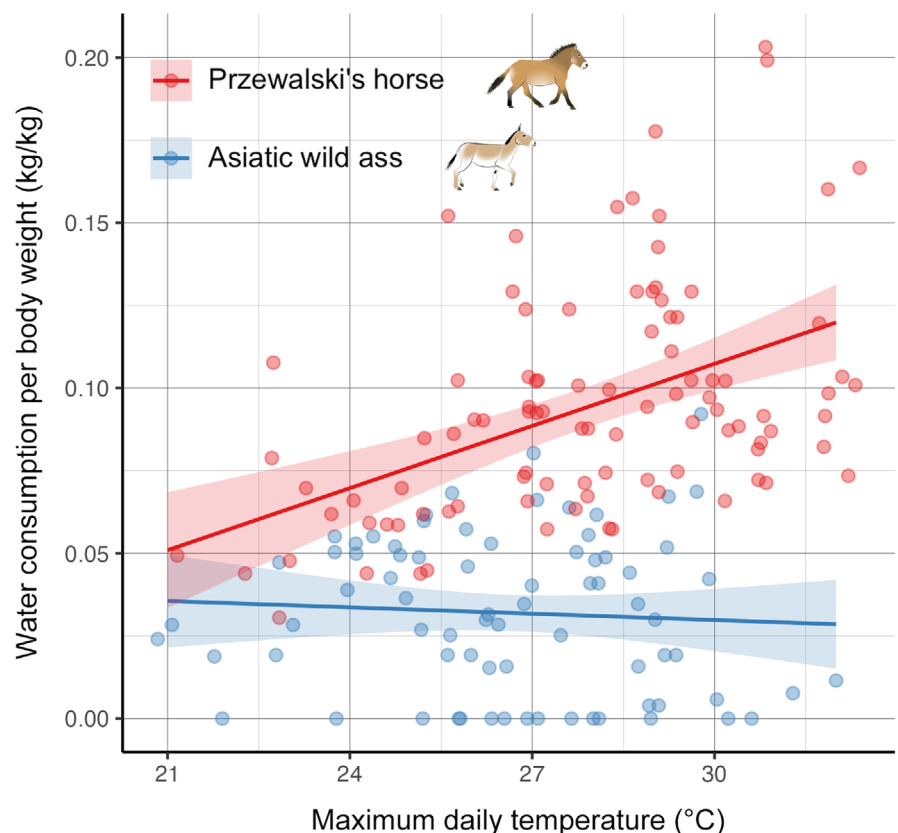 0.20
Przewalski's horse
Asiatic wild ass
0.15
0.10
0.05
0.00
Water consumption per body weight (kg/kg)
21 24 27 30
Maximum daily temperature (°C)